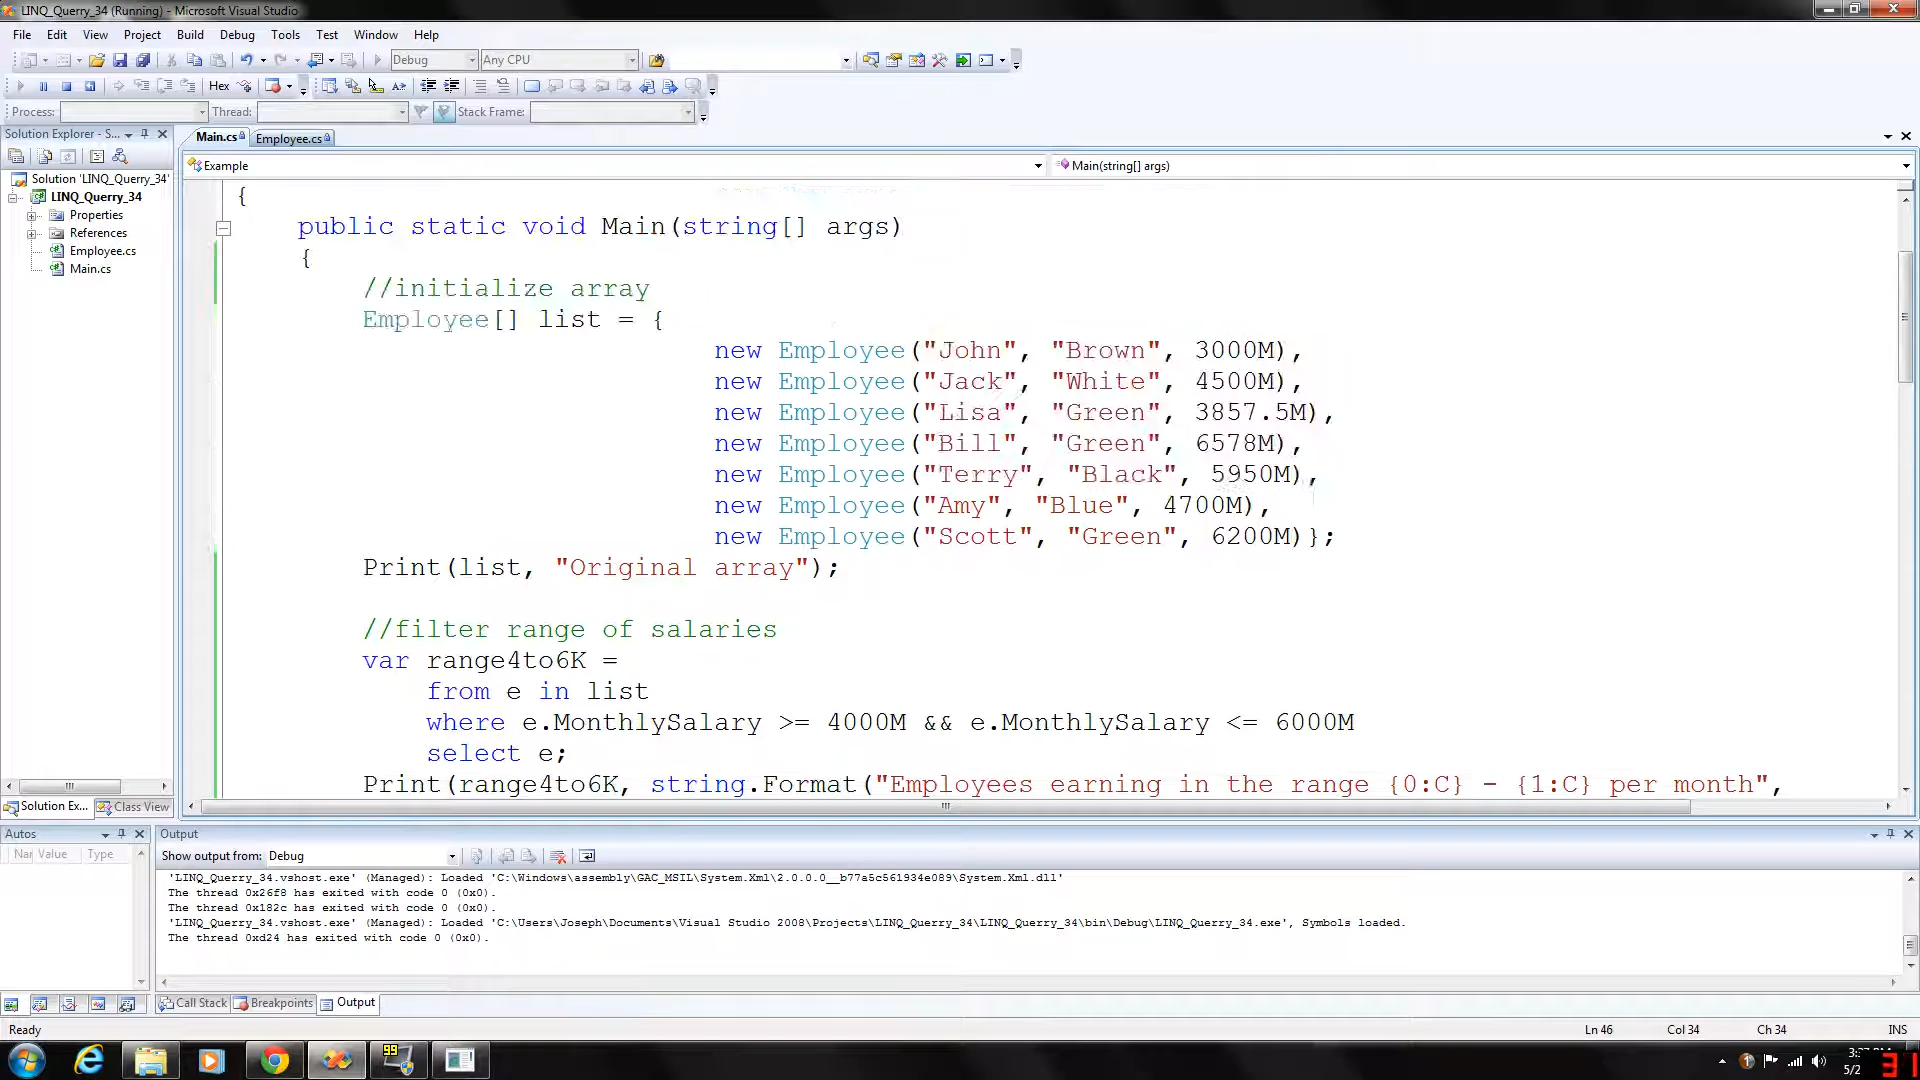 LINQ_Querry_34 (Running) - Microsoft Visual Studio
File Edit View Project Build Debug Tools Test Window Help
Debug Any CPU
Hex
Process: Thread: Stack Frame:
Solution Explorer - S...
Main.cs Employee.cs
Example Main(string[] args)
Solution 'LINQ_Querry_34'
LINQ_Querry_34
Properties
References
Employee.cs
Main.cs
{
public static void Main(string[] args)
{
//initialize array
Employee[] list = {
new Employee("John", "Brown", 3000M),
new Employee("Jack", "White", 4500M),
new Employee("Lisa", "Green", 3857.5M),
new Employee("Bill", "Green", 6578M),
new Employee("Terry", "Black", 5950M),
new Employee("Amy", "Blue", 4700M),
new Employee("Scott", "Green", 6200M)};
Print(list, "Original array");
//filter range of salaries
var range4to6K =
from e in list
where e.MonthlySalary >= 4000M && e.MonthlySalary <= 6000M
select e;
Print(range4to6K, string.Format("Employees earning in the range {0:C} - {1:C} per month",
Solution Ex... Class View
Autos
Nar Value Type
Output
Show output from: Debug
'LINQ_Querry_34.vshost.exe' (Managed): Loaded 'C:\Windows\assembly\GAC_MSIL\System.Xml\2.0.0.0__b77a5c561934e089\System.Xml.dll'
The thread 0x26f8 has exited with code 0 (0x0).
The thread 0x182c has exited with code 0 (0x0).
'LINQ_Querry_34.vshost.exe' (Managed): Loaded 'C:\Users\Joseph\Documents\Visual Studio 2008\Projects\LINQ_Querry_34\LINQ_Querry_34\bin\Debug\LINQ_Querry_34.exe', Symbols loaded.
The thread 0xd24 has exited with code 0 (0x0).
Call Stack Breakpoints Output
Ready Ln 46 Col 34 Ch 34 INS
99
5/2
31